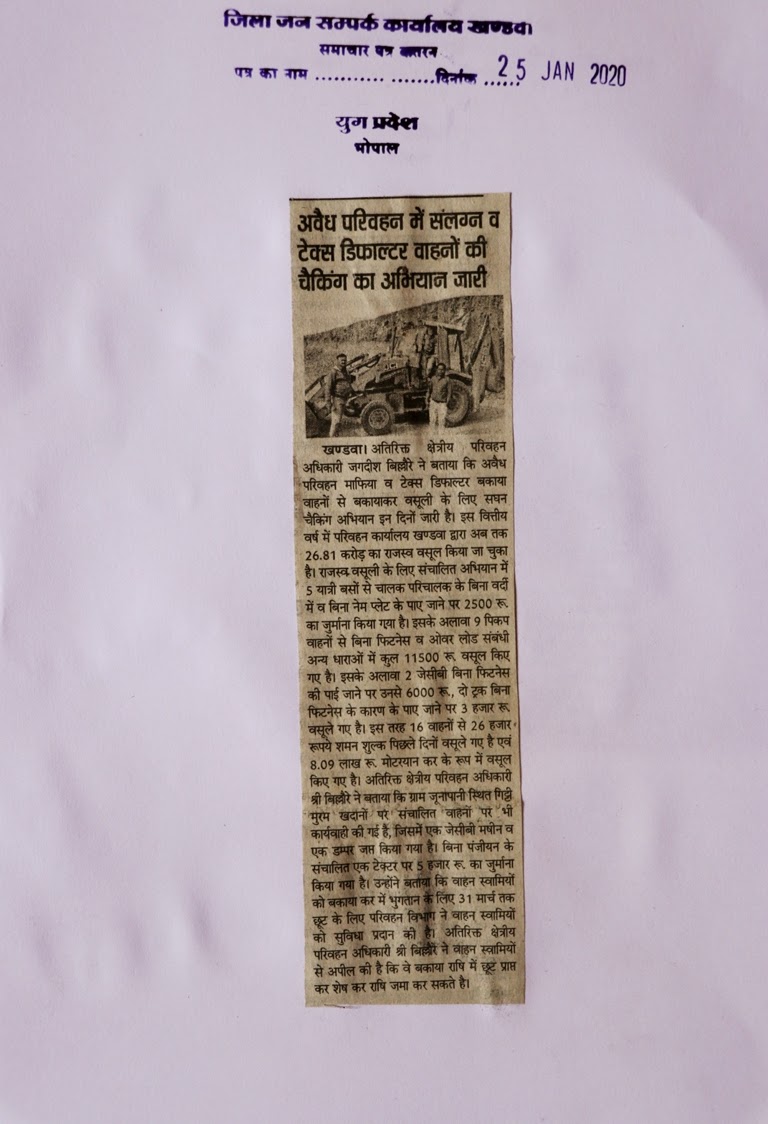 जिला जन सम्पर्क कार्यालय खण्डवा
समाचार पत्र कतरन
पत्र का नाम ........... .......दिनांक ...... 25 JAN 2020
युग प्रदेश
भोपाल
अवैध परिवहन में संलग्न व
टेक्स डिफाल्टर वाहनों की
चैकिंग का अभियान जारी
खण्डवा। अतिरिक्त क्षेत्रीय परिवहन
अधिकारी जगदीश बिल्लौरे ने बताया कि अवैध
परिवहन माफिया व टेक्स डिफाल्टर बकाया
वाहनों से बकायाकर वसूली के लिए सघन
चैकिंग अभियान इन दिनों जारी है। इस वित्तीय
वर्ष में परिवहन कार्यालय खण्डवा द्वारा अब तक
26.81 करोड़ का राजस्व वसूल किया जा चुका
है। राजस्व वसूली के लिए संचालित अभियान में
5 यात्री बसों से चालक परिचालक के बिना वर्दी
में व बिना नेम प्लेट के पाए जाने पर 2500 रू.
का जुर्माना किया गया है। इसके अलावा 9 पिकप
वाहनों से बिना फिटनेस व ओवर लोड संबंधी
अन्य धाराओं में कुल 11500 रू. वसूल किए
गए है। इसके अलावा 2 जेसीबी बिना फिटनेस
की पाई जाने पर उनसे 6000 रू., दो ट्रक बिना
फिटनेस के कारण के पाए जाने पर 3 हजार रू.
वसूले गए है। इस तरह 16 वाहनों से 26 हजार
रूपये शमन शुल्क पिछले दिनों वसूले गए है एवं
8.09 लाख रू. मोटरयान कर के रूप में वसूल
किए गए है। अतिरिक्त क्षेत्रीय परिवहन अधिकारी
श्री बिल्लौरे ने बताया कि ग्राम जूनापानी स्थित गिट्टी
मुरम खदानों पर संचालित वाहनों पर भी
कार्यवाही की गई है, जिसमें एक जेसीबी मषीन व
एक डम्पर जप्त किया गया है। बिना पंजीयन के
संचालित एक टेक्टर पर 5 हजार रू. का जुर्माना
किया गया है। उन्होंने बताया कि वाहन स्वामियों
को बकाया कर में भुगतान के लिए 31 मार्च तक
छूट के लिए परिवहन विभाग ने वाहन स्वामियों
को सुविधा प्रदान की है। अतिरिक्त क्षेत्रीय
परिवहन अधिकारी श्री बिल्लौरे ने वाहन स्वामियों
से अपील की है कि वे बकाया राषि में छूट प्राप्त
कर शेष कर राषि जमा कर सकते है।